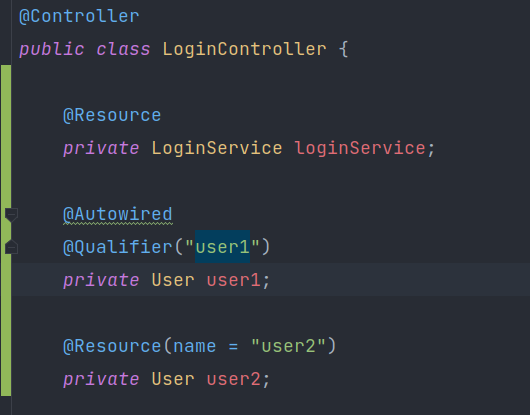 @Controller
public class LoginController {
@Resource
private LoginService loginService;
@Autowired
@Qualifier("user1")
private User user1;
@Resource(name = "user2")
private User user2;